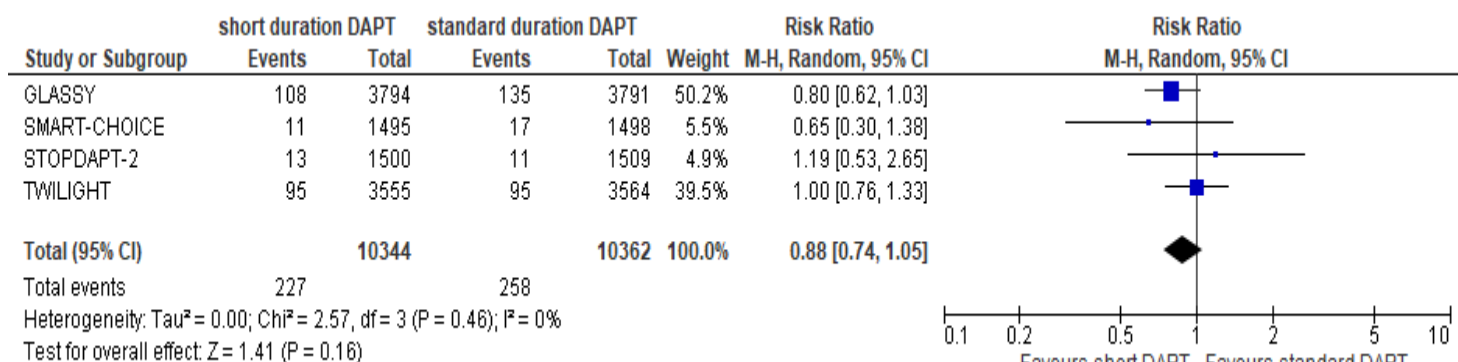 short duration DAPT standard duration DAPT Risk Ratio Risk Ratio
Study or Subgroup Events Total Events Total Weight M-H, Random, 95% CI M-H, Random, 95% CI
GLASSY 108 3794 135 3791 50.2% 0.80 [0.62, 1.03]
SMART-CHOICE 11 1495 17 1498 5.5% 0.65 [0.30, 1.38]
STOPDAPT-2 13 1500 11 1509 4.9% 1.19 [0.53, 2.65]
TWILIGHT 95 3555 95 3564 39.5% 1.00 [0.76, 1.33]
Total (95% CI) 10344 10362 100.0% 0.88 [0.74, 1.05]
Total events 227 258
Heterogeneity: Tau² = 0.00; Chi² = 2.57, df = 3 (P = 0.46); I² = 0%
Test for overall effect: Z = 1.41 (P = 0.16)
0.1 0.2 0.5 1 2 5 10
Favours short DAPT Favours standard DAPT